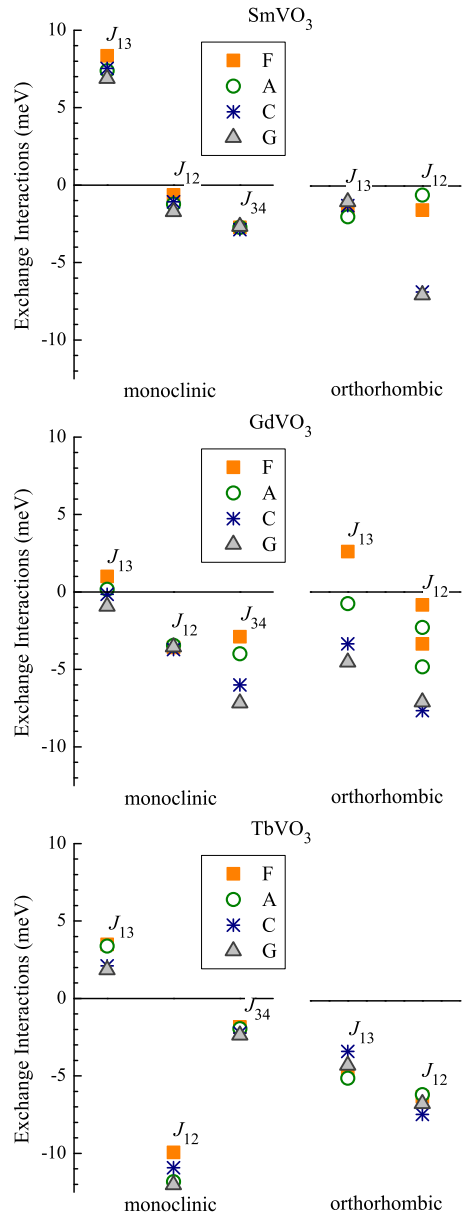 SmVO3
10
J13
F
A
5
C
G
J12
J13
J12
0
J34
-5
-10
Exchange Interactions (meV)
monoclinic
orthorhombic
GdVO3
10
F
A
5
C
G
J13
J13
J12
0
J12
J34
-5
-10
Exchange Interactions (meV)
monoclinic
orthorhombic
TbVO3
10
F
A
5
C
J13
G
0
J34
J13
-5
J12
J12
-10
Exchange Interactions (meV)
monoclinic
orthorhombic